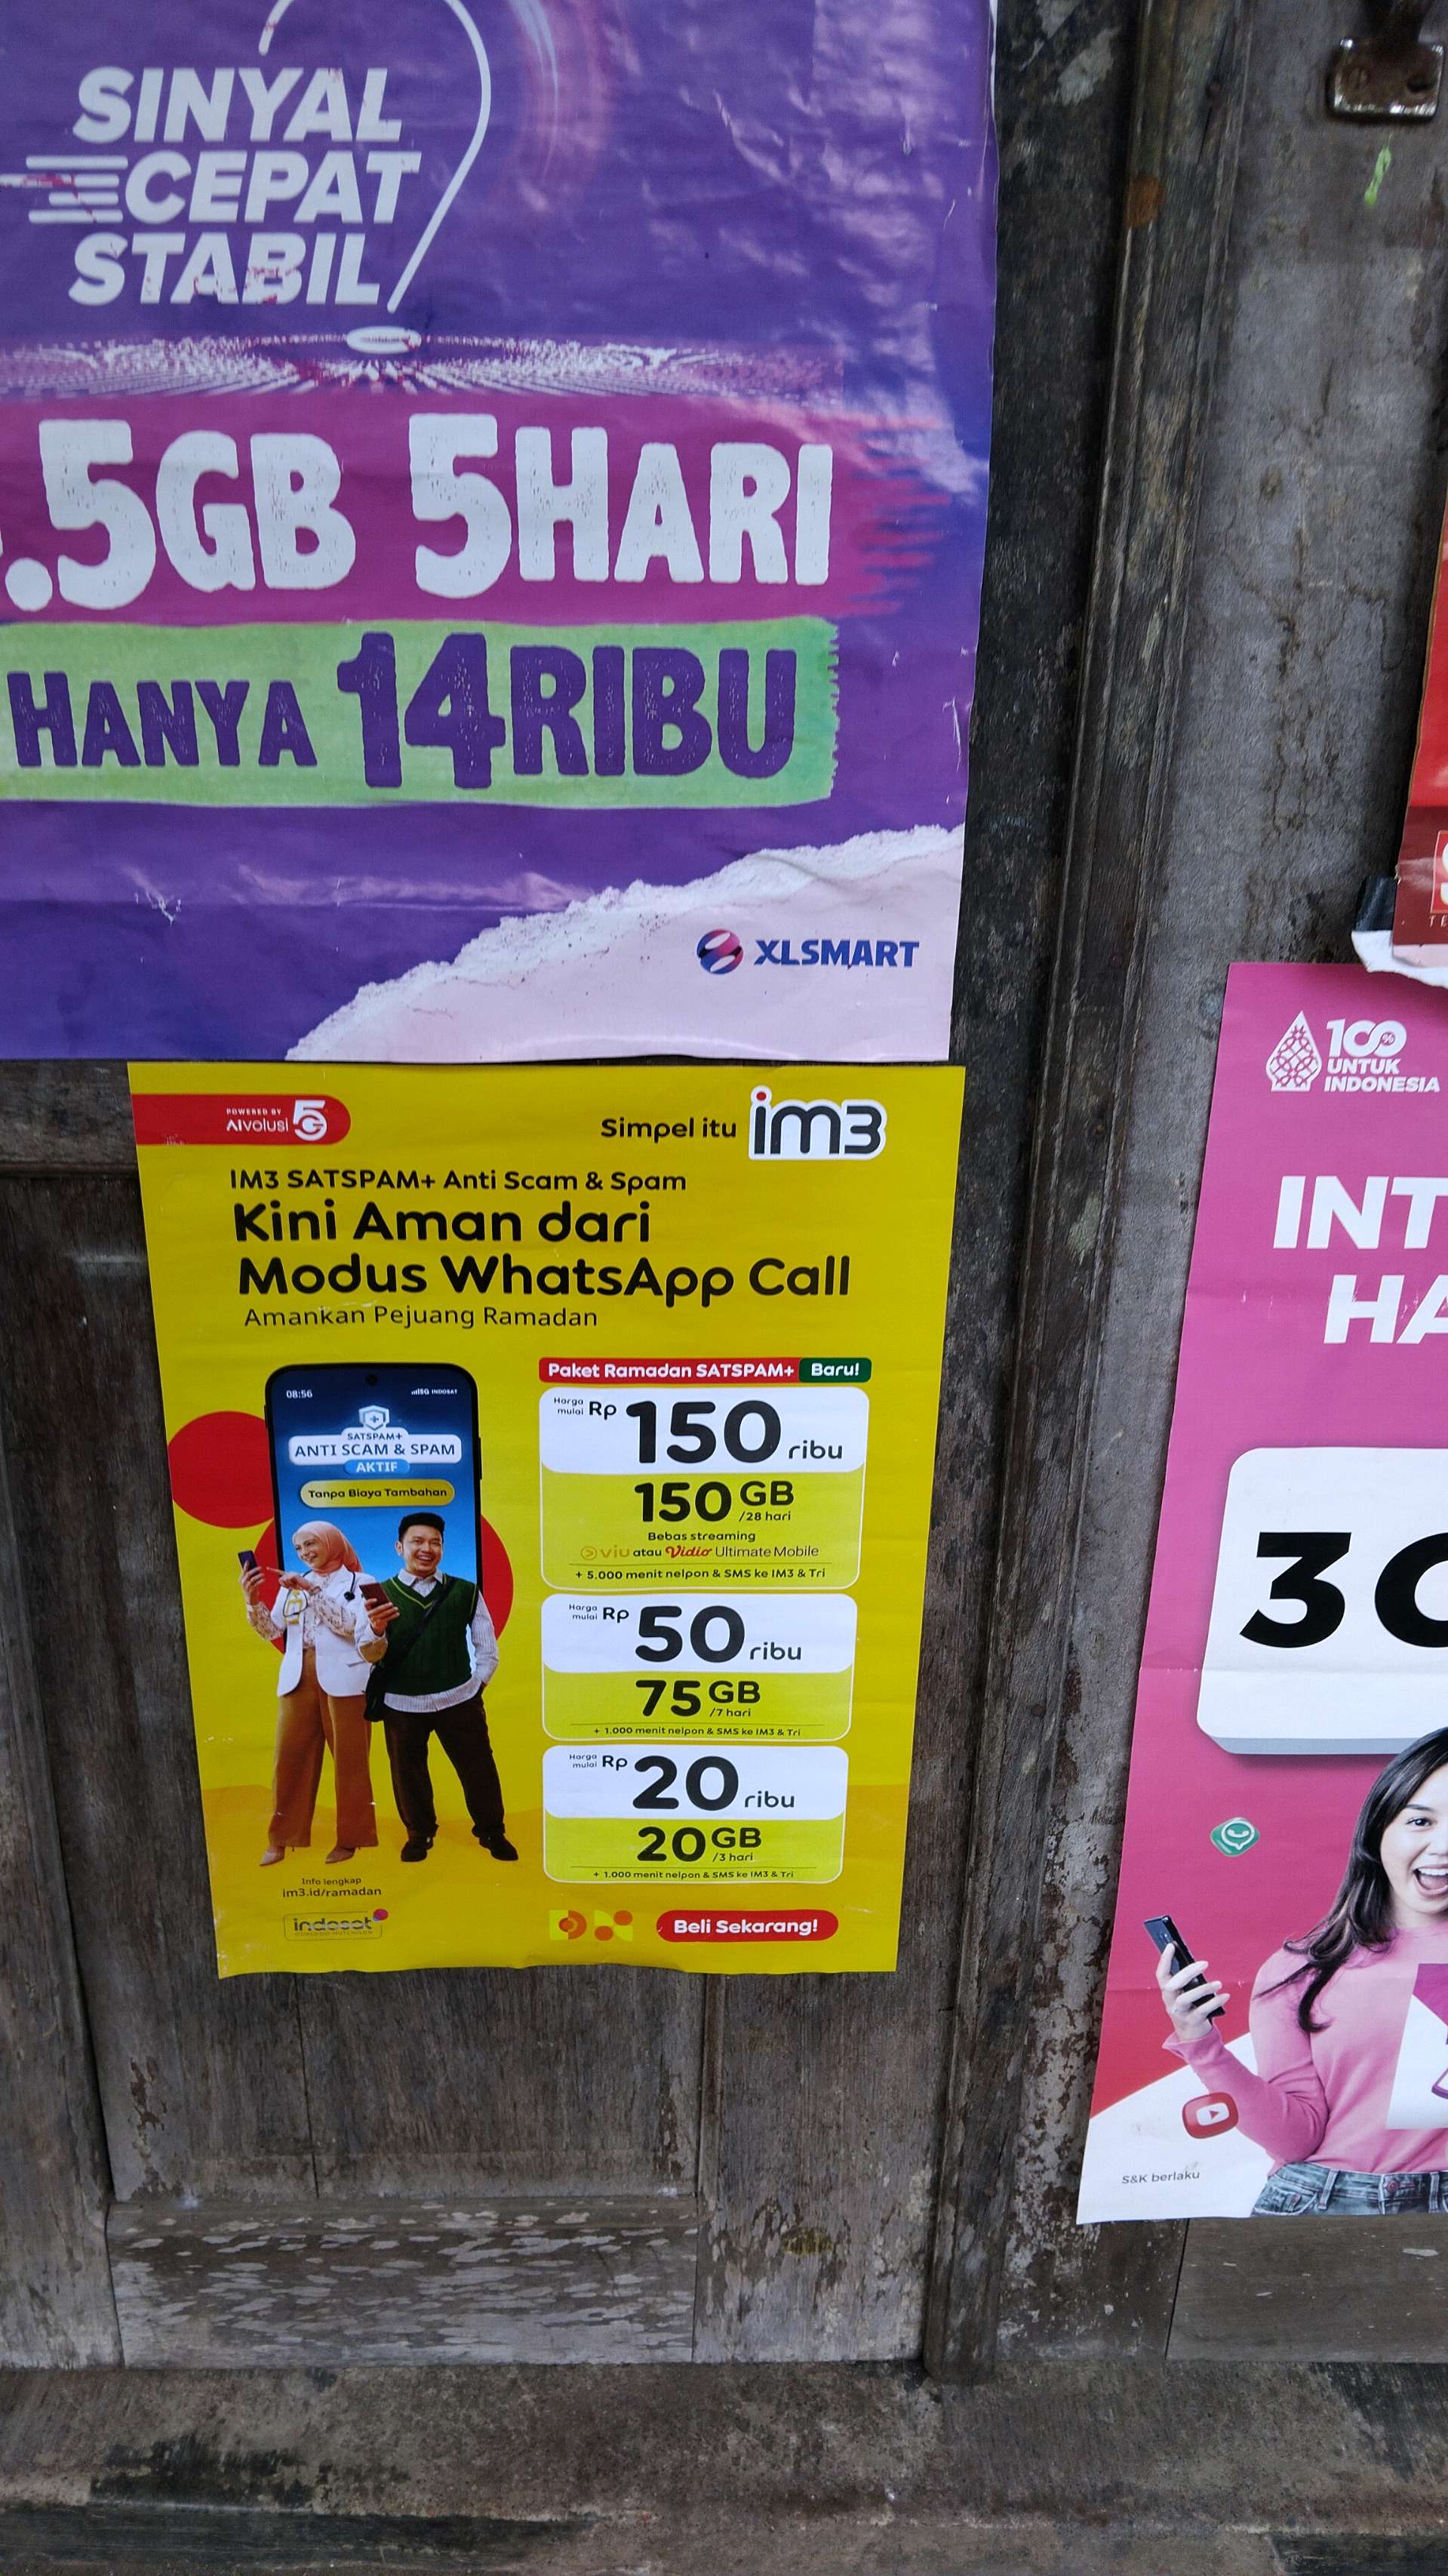 SINYAL
CEPAT
STABIL
.5GB 5HARI
HANYA 14RIBU
XLSMART
POWERED BY
AIvolusi 5G
Simpel itu im3
IM3 SATSPAM+ Anti Scam & Spam
Kini Aman dari
Modus WhatsApp Call
Amankan Pejuang Ramadan
08:56
5G INDOSAT
SATSPAM+
ANTI SCAM & SPAM
AKTIF
Tanpa Biaya Tambahan
Paket Ramadan SATSPAM+ Baru!
Harga mulai Rp 150 ribu
150 GB /28 hari
Bebas streaming
viu atau Vidio Ultimate Mobile
+ 5.000 menit nelpon & SMS ke IM3 & Tri
Harga mulai Rp 50 ribu
75 GB /7 hari
+ 1.000 menit nelpon & SMS ke IM3 & Tri
Harga mulai Rp 20 ribu
20 GB /3 hari
+ 1.000 menit nelpon & SMS ke IM3 & Tri
Info lengkap
im3.id/ramadan
indosat
OOREDOO HUTCHISON
Beli Sekarang!
100%
UNTUK
INDONESIA
INT
HA
30
S&K berlaku